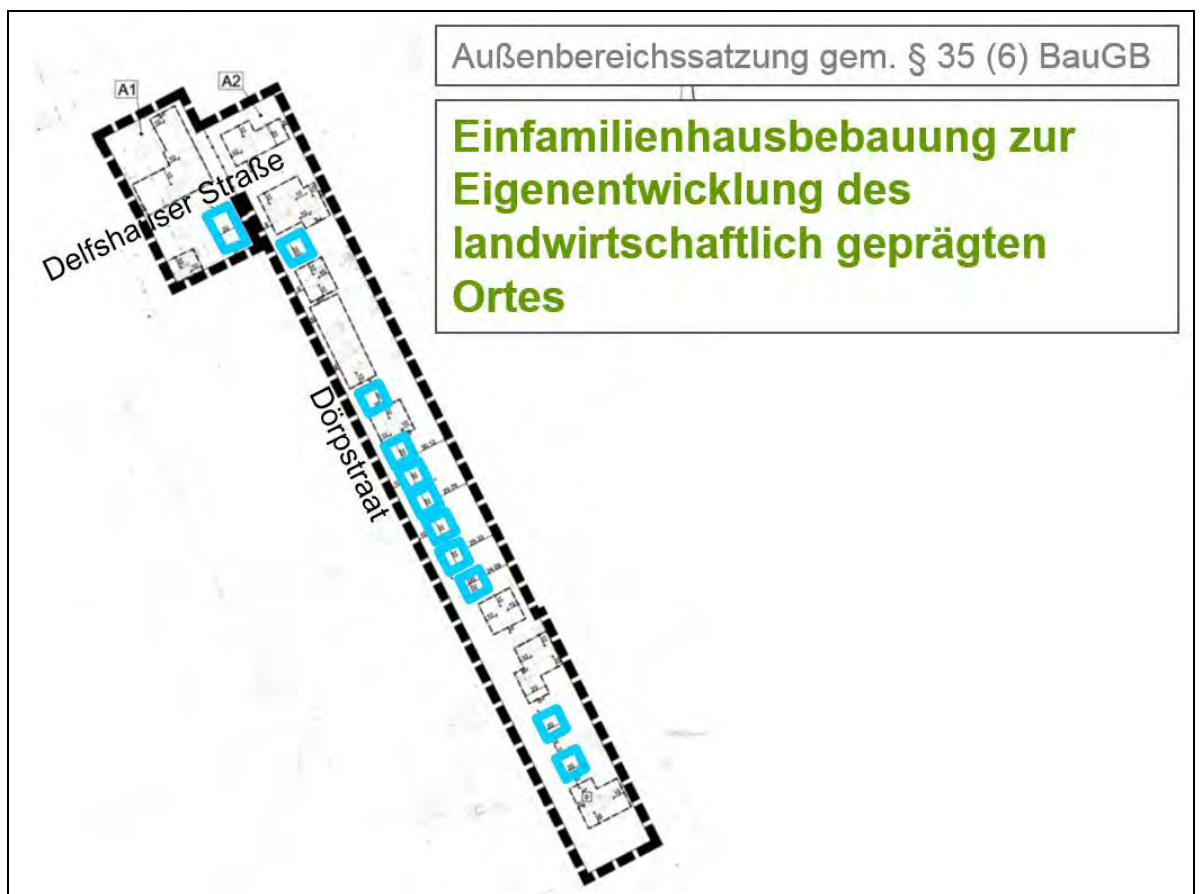 Außenbereichssatzung gem. § 35 (6) BauGB
Einfamilienhausbebauung zur
Eigenentwicklung des
landwirtschaftlich geprägten
Ortes
A1
A2
Delfshauser Straße
Dörpstraat